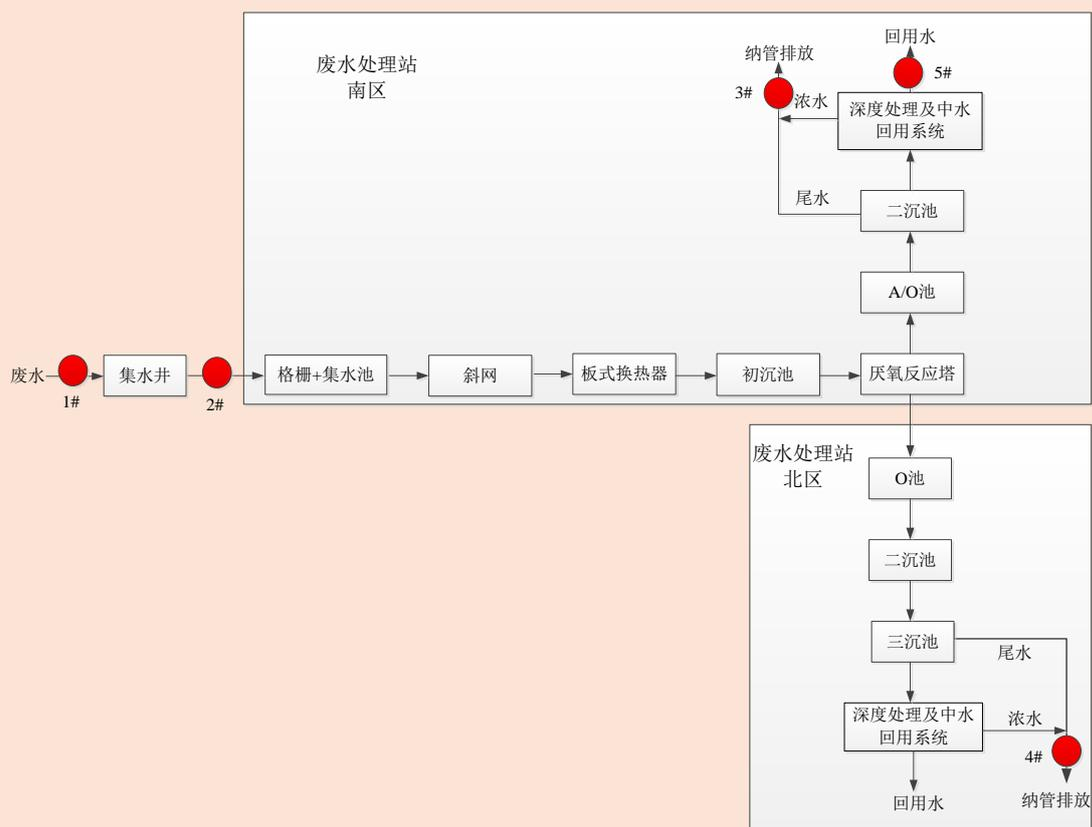 废水处理站
南区
纳管排放
回用水
3#
5#
浓水
深度处理及中水
回用系统
尾水
二沉池
A/O池
废水
1#
集水井
2#
格栅+集水池
斜网
板式换热器
初沉池
厌氧反应塔
废水处理站
北区
O池
二沉池
三沉池
尾水
深度处理及中水
回用系统
浓水
4#
回用水
纳管排放